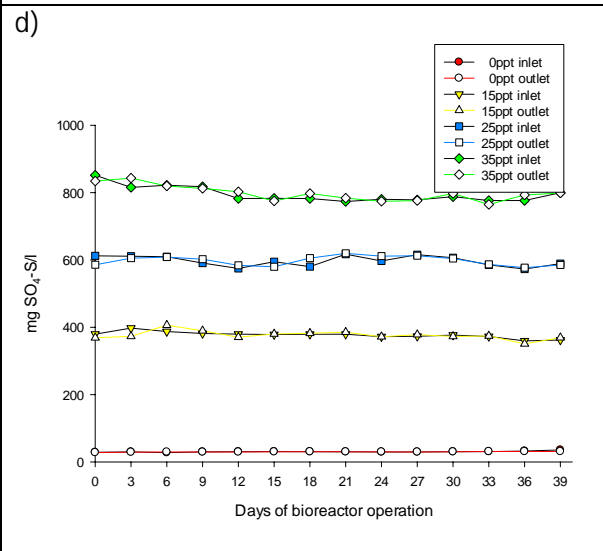 d)
0ppt inlet
0ppt outlet
15ppt inlet
15ppt outlet
25ppt inlet
25ppt outlet
35ppt inlet
35ppt outlet
1000
800
600
400
200
0
mg SO₄-S/l
0 3 6 9 12 15 18 21 24 27 30 33 36 39
Days of bioreactor operation